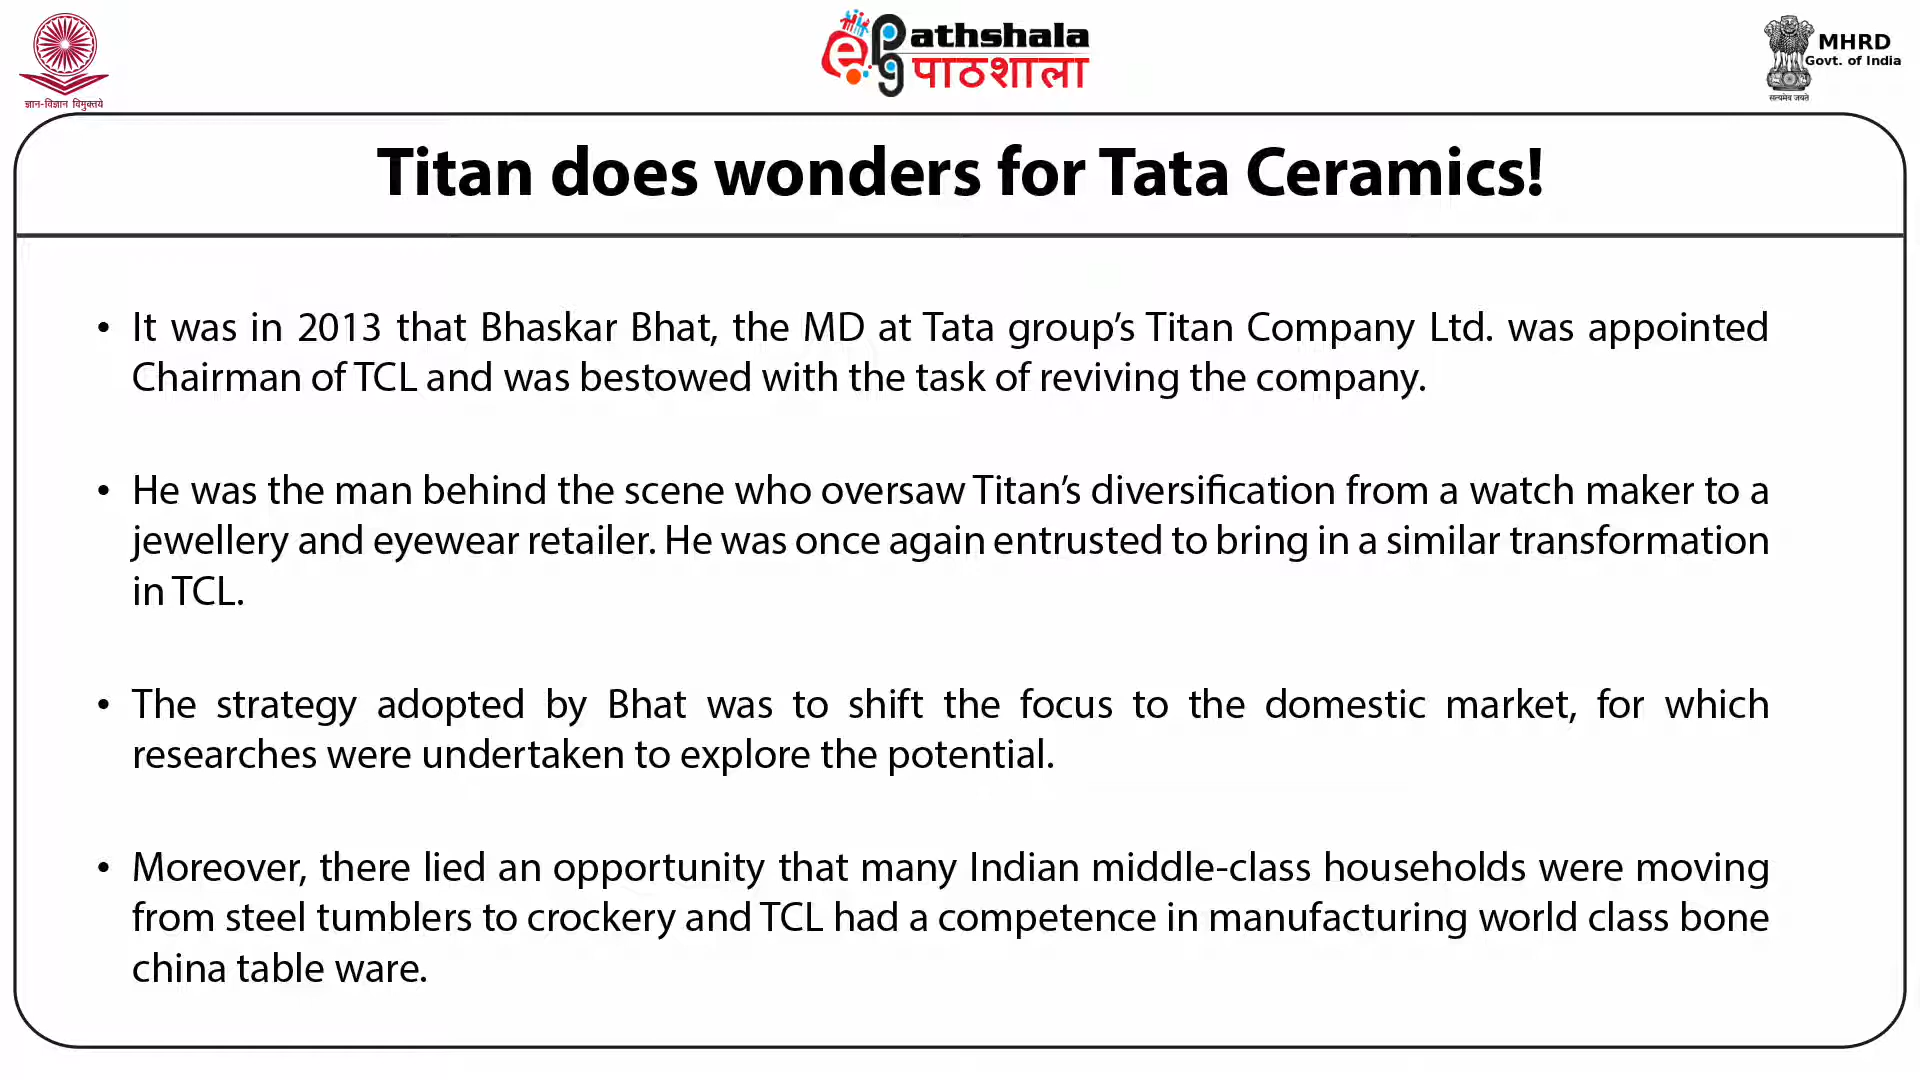 ज्ञान-विज्ञान विमुक्तये
ePathshala
पाठशाला
MHRD
Govt. of India
सत्यमेव जयते
Titan does wonders for Tata Ceramics!
• It was in 2013 that Bhaskar Bhat, the MD at Tata group’s Titan Company Ltd. was appointed
Chairman of TCL and was bestowed with the task of reviving the company.
• He was the man behind the scene who oversaw Titan’s diversification from a watch maker to a
jewellery and eyewear retailer. He was once again entrusted to bring in a similar transformation
in TCL.
• The strategy adopted by Bhat was to shift the focus to the domestic market, for which
researches were undertaken to explore the potential.
• Moreover, there lied an opportunity that many Indian middle-class households were moving
from steel tumblers to crockery and TCL had a competence in manufacturing world class bone
china table ware.